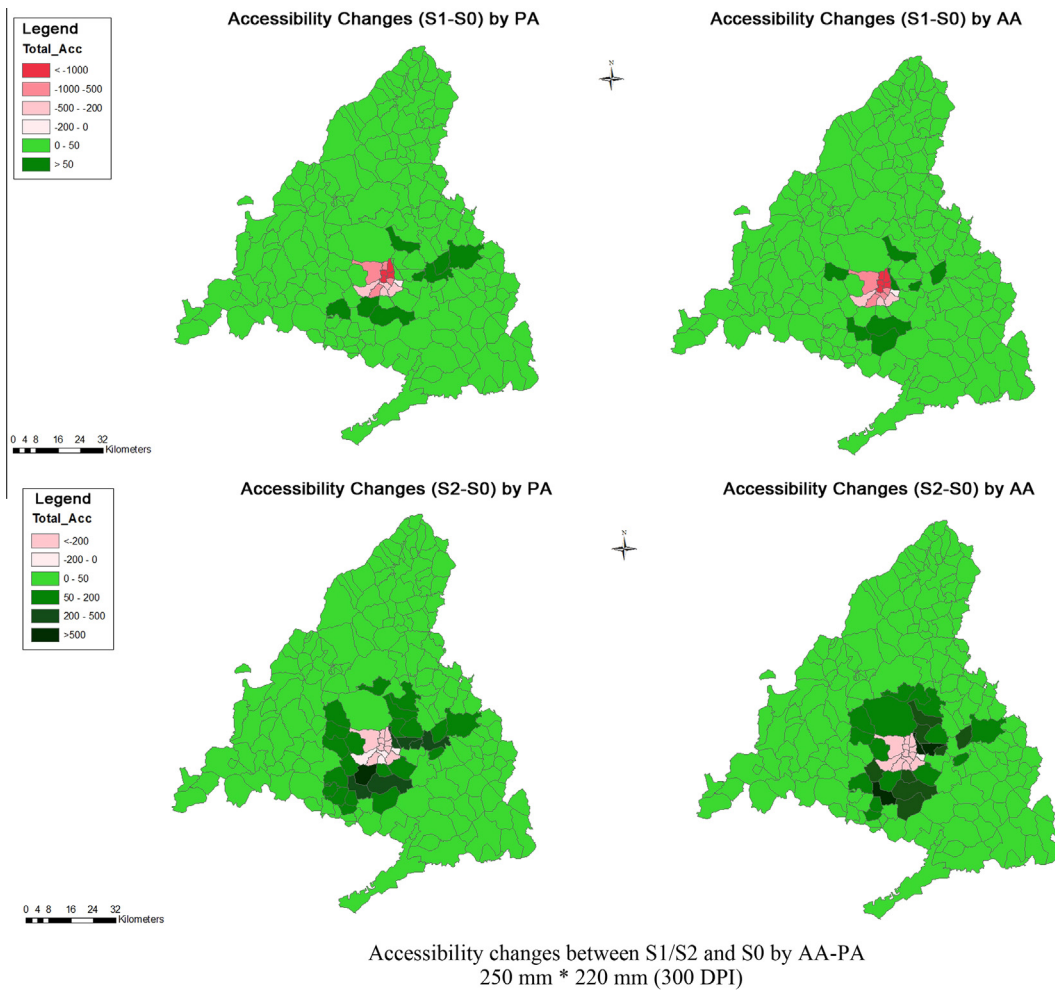 Accessibility Changes (S1-S0) by PA
Accessibility Changes (S1-S0) by AA
Legend
Total_Acc
< -1000
-1000 -500
-500 - -200
-200 - 0
0 - 50
> 50
N
0 4 8 16 24 32
Kilometers
Accessibility Changes (S2-S0) by PA
Accessibility Changes (S2-S0) by AA
Legend
Total_Acc
<-200
-200 - 0
0 - 50
50 - 200
200 - 500
>500
N
0 4 8 16 24 32
Kilometers
Accessibility changes between S1/S2 and S0 by AA-PA
250 mm * 220 mm (300 DPI)